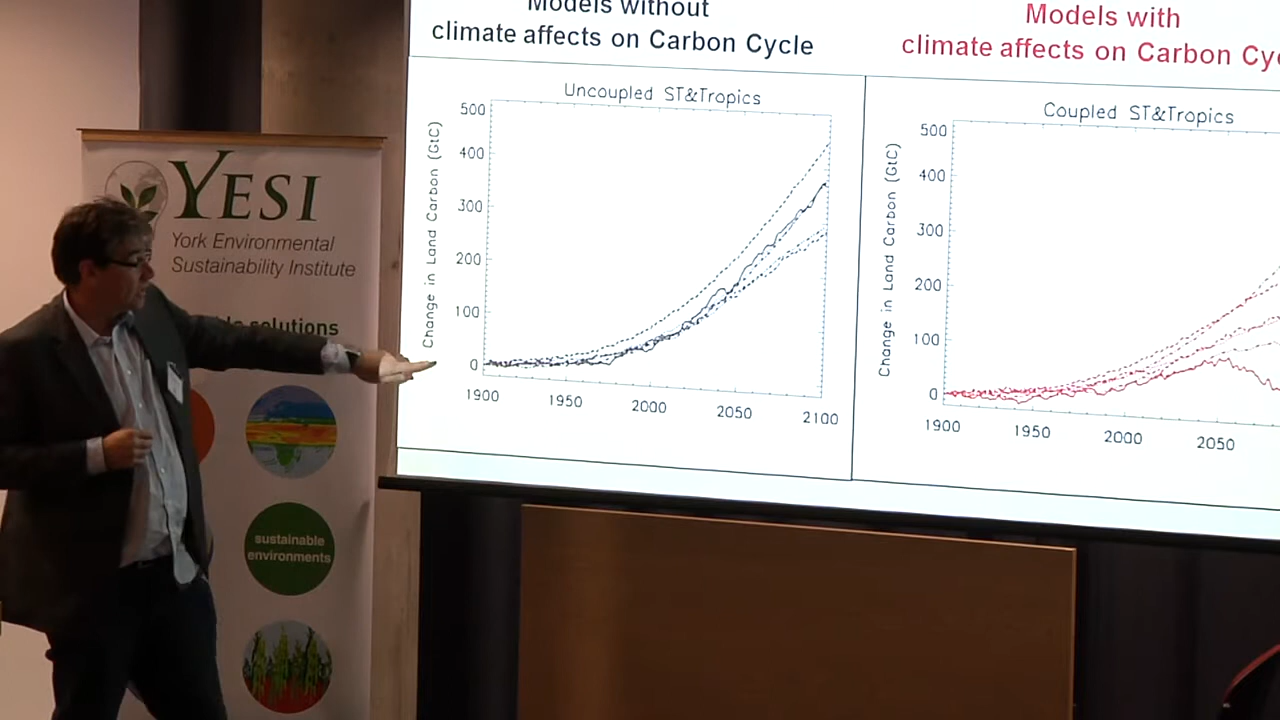 Models without
climate affects on Carbon Cycle
Models with
climate affects on Carbon Cy
Uncoupled ST&Tropics
Change in Land Carbon (GtC)
500
400
300
200
100
0
1900
1950
2000
2050
2100
Coupled ST&Tropics
Change in Land Carbon (GtC)
500
400
300
200
100
0
1900
1950
2000
2050
YESI
York Environmental
Sustainability Institute
solutions
sustainable
environments